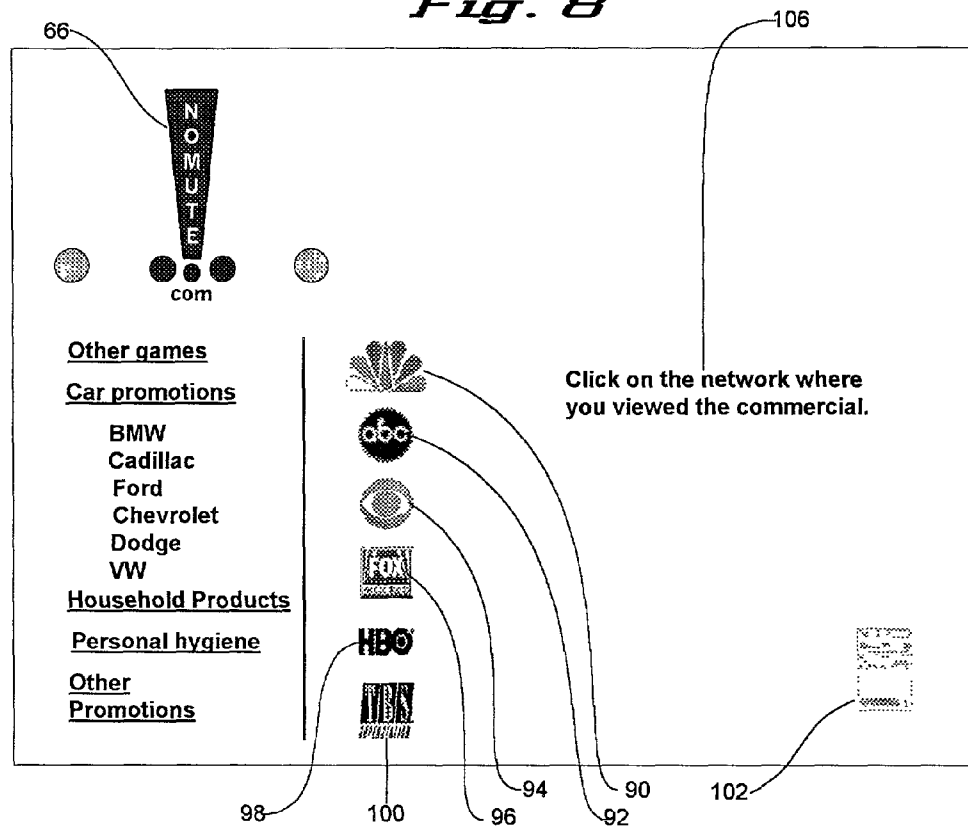 Fig. 8
66
106
NOMUTE
com
Other games
Car promotions
BMW
Cadillac
Ford
Chevrolet
Dodge
VW
Household Products
Personal hygiene
Other
Promotions
abc
FOX
HBO
TBS
Click on the network where
you viewed the commercial.
98
100
96
94
92
90
102